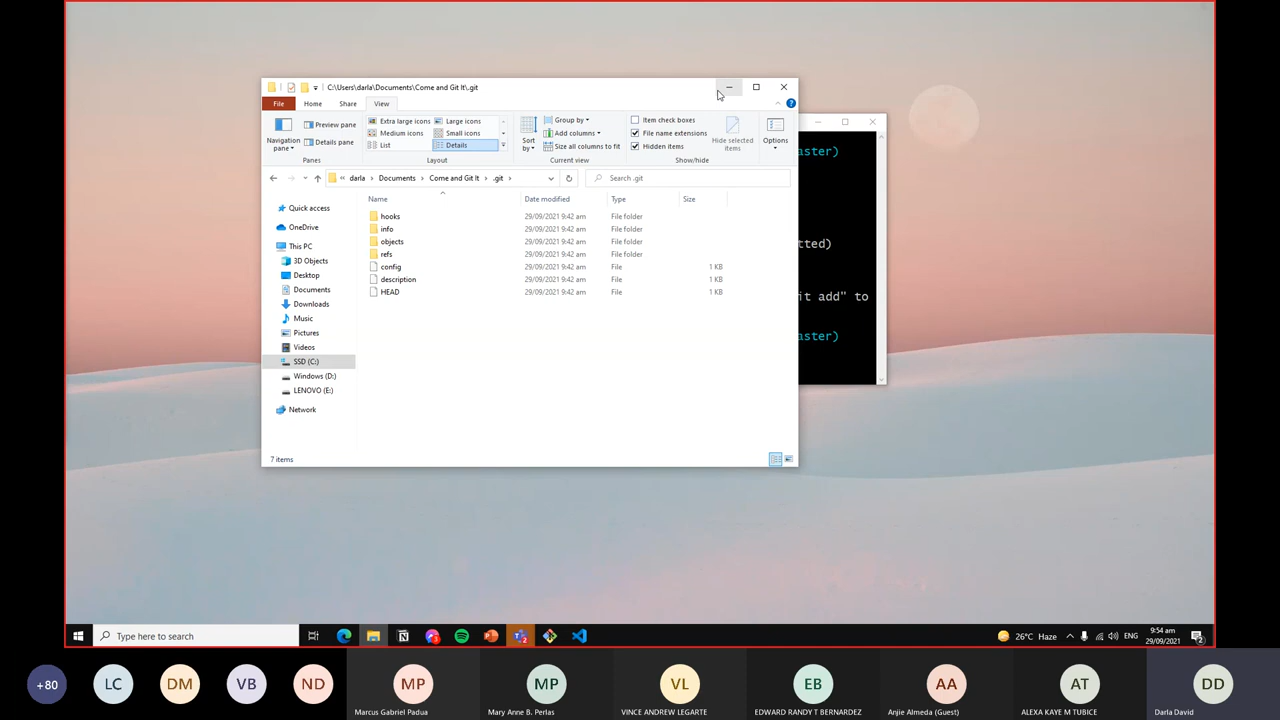 C:\Users\darla\Documents\Come and Git It\.git
File Home Share View
Navigation pane
Preview pane
Details pane
Panes
Extra large icons Large icons
Medium icons Small icons
List Details
Layout
Sort by
Group by
Add columns
Size all columns to fit
Current view
Item check boxes
File name extensions
Hidden items
Hide selected items
Show/hide
Options
« darla > Documents > Come and Git It > .git >
Search .git
Name Date modified Type Size
hooks 29/09/2021 9:42 am File folder
info 29/09/2021 9:42 am File folder
objects 29/09/2021 9:42 am File folder
refs 29/09/2021 9:42 am File folder
config 29/09/2021 9:42 am File 1 KB
description 29/09/2021 9:42 am File 1 KB
HEAD 29/09/2021 9:42 am File 1 KB
Quick access
OneDrive
This PC
3D Objects
Desktop
Documents
Downloads
Music
Pictures
Videos
SSD (C:)
Windows (D:)
LENOVO (E:)
Network
7 items
aster)
tted)
it add" to
aster)
Type here to search
26°C Haze
ENG
9:54 am
29/09/2021
2
+80 LC DM VB ND MP MP VL EB AA AT DD
Marcus Gabriel Padua
Mary Anne B. Perlas
VINCE ANDREW LEGARTE
EDWARD RANDY T BERNARDEZ
Anjie Almeda (Guest)
ALEXA KAYE M TUBICE
Darla David